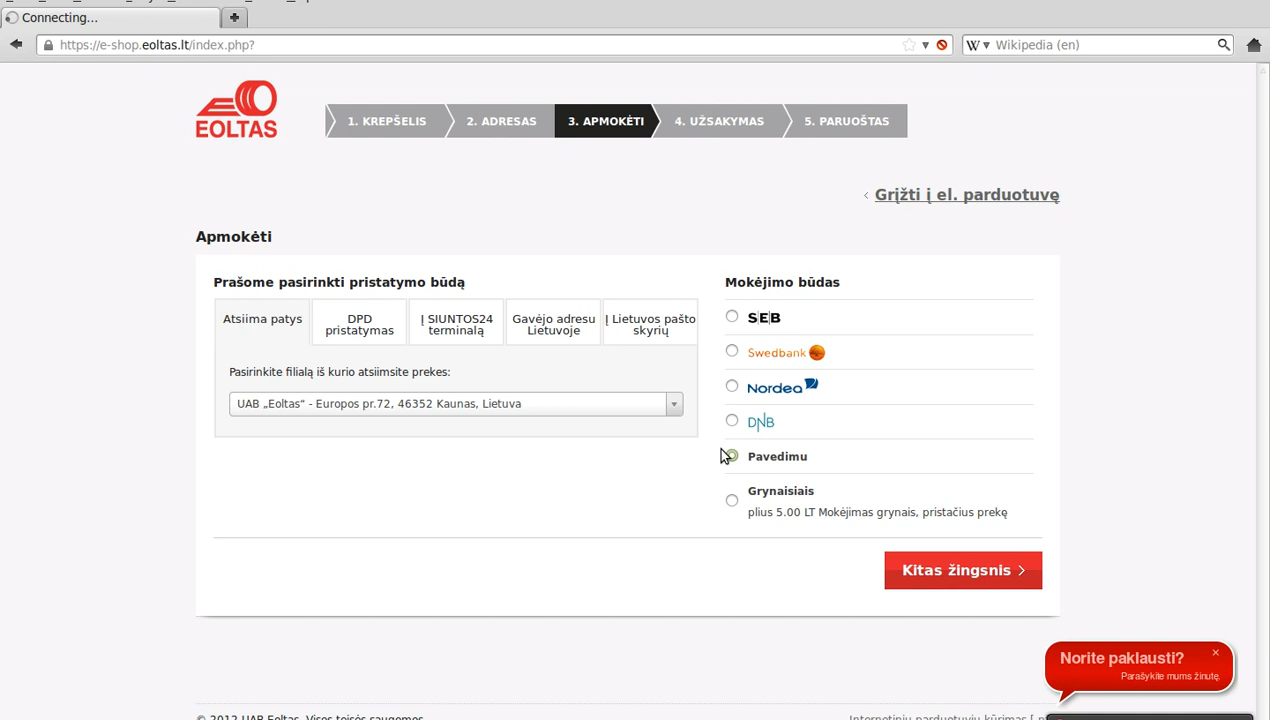 Connecting...
https://e-shop.eoltas.lt/index.php?
Wikipedia (en)
EOLTAS
1. KREPŠELIS
2. ADRESAS
3. APMOKĖTI
4. UŽSAKYMAS
5. PARUOŠTAS
‹ Grįžti į el. parduotuvę
Apmokėti
Prašome pasirinkti pristatymo būdą
Atsiima patys
DPD
pristatymas
Į SIUNTOS24
terminalą
Gavėjo adresu
Lietuvoje
Į Lietuvos pašto
skyrių
Pasirinkite filialą iš kurio atsiimsite prekes:
UAB „Eoltas“ - Europos pr.72, 46352 Kaunas, Lietuva
Mokėjimo būdas
SEB
Swedbank
Nordea
DNB
Pavedimu
Grynaisiais
plius 5.00 LT Mokėjimas grynais, pristačius prekę
Kitas žingsnis
Norite paklausti?
Parašykite mums žinutę.
© 2012 UAB Eoltas. Visos teisės saugomos
Internetinių parduotuvių kūrimas